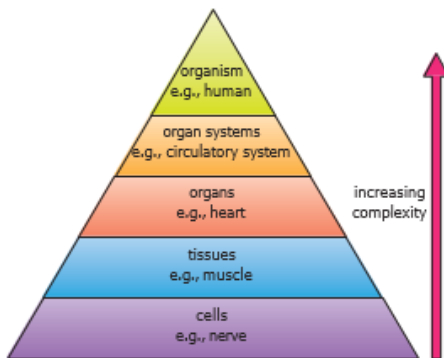 organism
e.g., human
organ systems
e.g., circulatory system
organs
e.g., heart
increasing
complexity
tissues
e.g., muscle
cells
e.g., nerve